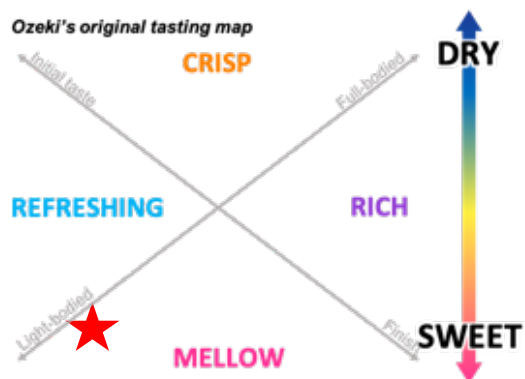 Ozeki's original tasting map
CRISP
DRY
Initial taste
Full-bodied
REFRESHING
RICH
Light-bodied
Finish
SWEET
MELLOW